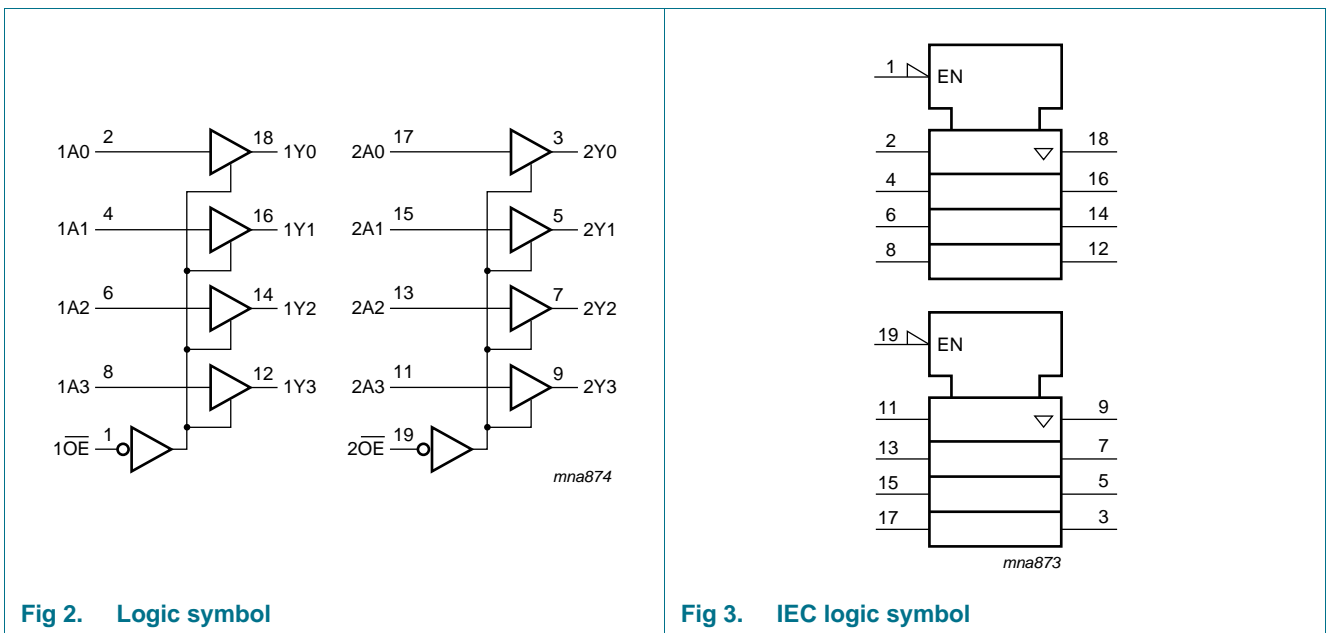 1A0 2 18 1Y0
1A1 4 16 1Y1
1A2 6 14 1Y2
1A3 8 12 1Y3
1O̅E̅ 1
2A0 17 3 2Y0
2A1 15 5 2Y1
2A2 13 7 2Y2
2A3 11 9 2Y3
2O̅E̅ 19
mna874
Fig 2. Logic symbol
1 EN
2 18
4 16
6 14
8 12
19 EN
11 9
13 7
15 5
17 3
mna873
Fig 3. IEC logic symbol